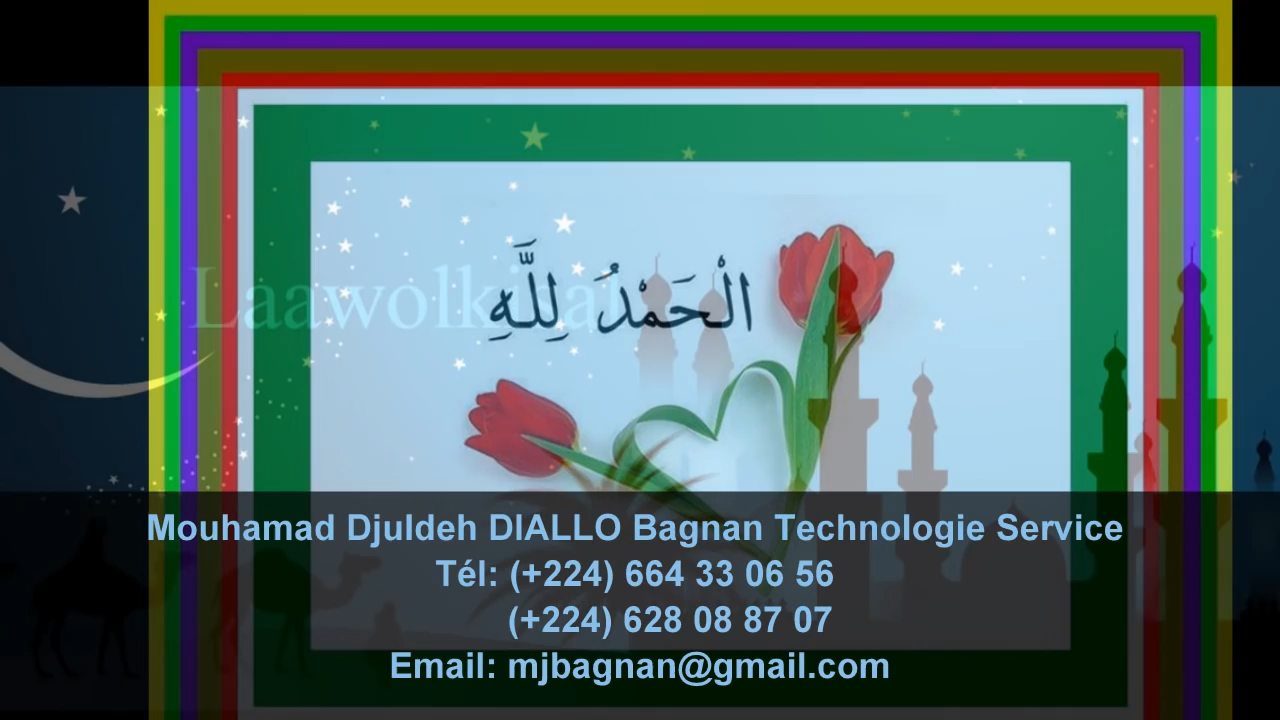 الْحَمْدُ لِلَّهِ
Mouhamad Djuldeh DIALLO Bagnan Technologie Service
Tél: (+224) 664 33 06 56
(+224) 628 08 87 07
Email: mjbagnan@gmail.com